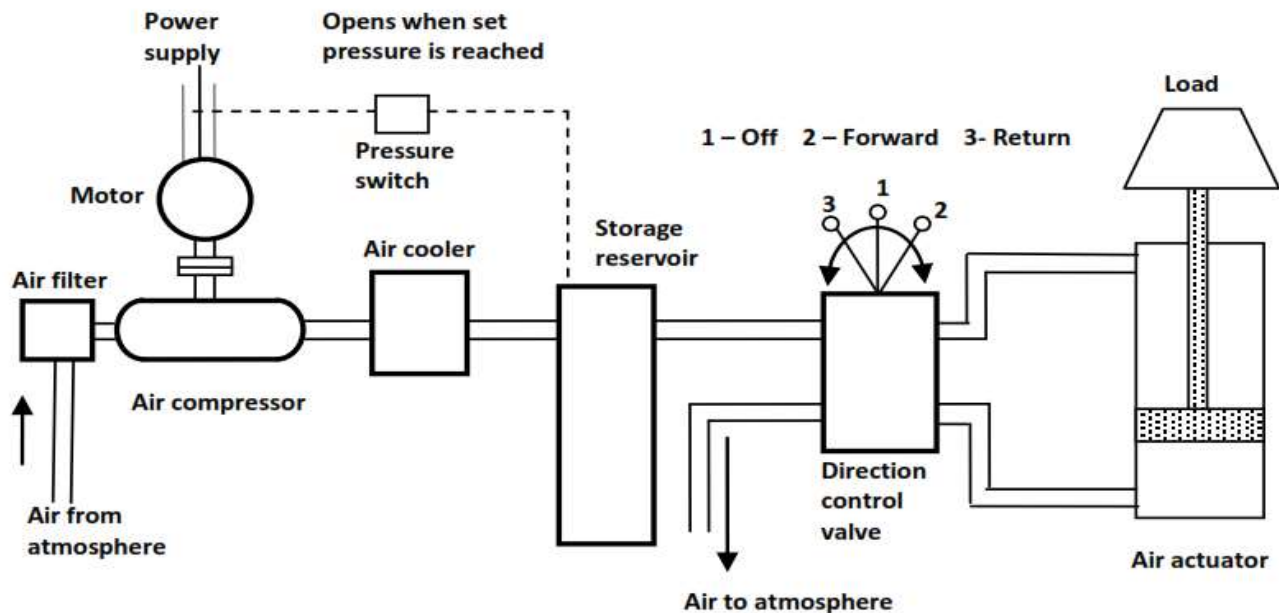 Power
supply
Opens when set
pressure is reached
Load
1 – Off 2 – Forward 3- Return
Pressure
switch
Motor
1
3
2
Air cooler
Storage
reservoir
Air filter
Air compressor
Direction
control
valve
Air from
atmosphere
Air actuator
Air to atmosphere